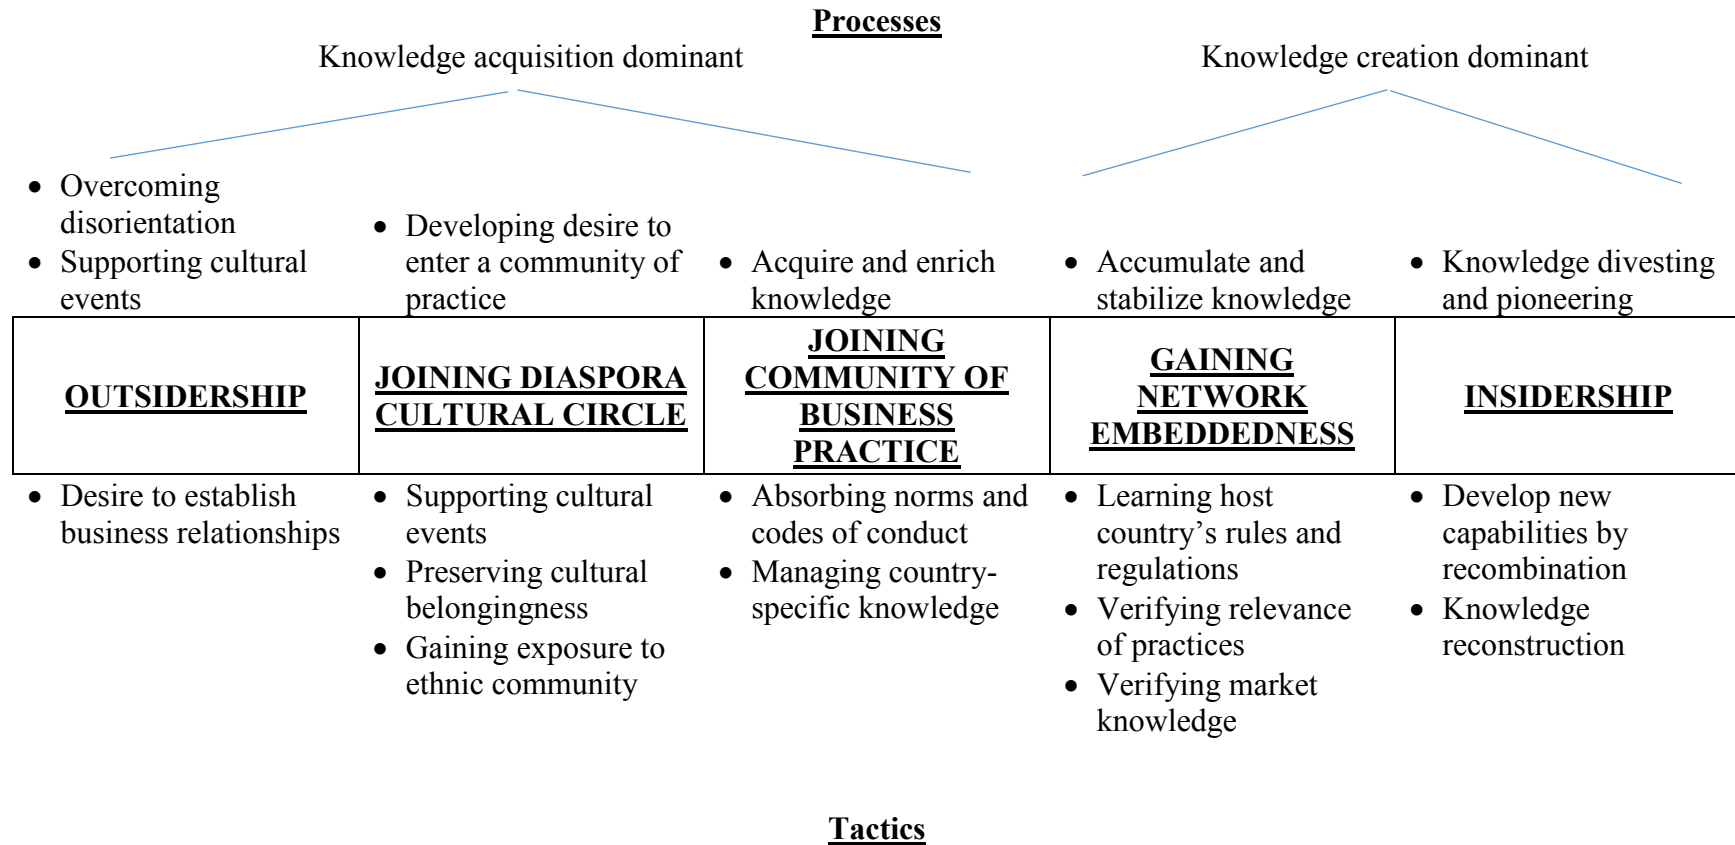 Processes
Knowledge acquisition dominant
Knowledge creation dominant
• Overcoming
disorientation
• Supporting cultural
events
• Developing desire to
enter a community of
practice
• Acquire and enrich
knowledge
• Accumulate and
stabilize knowledge
• Knowledge divesting
and pioneering
OUTSIDERSHIP
JOINING DIASPORA
CULTURAL CIRCLE
JOINING
COMMUNITY OF
BUSINESS
PRACTICE
GAINING
NETWORK
EMBEDDEDNESS
INSIDERSHIP
• Desire to establish
business relationships
• Supporting cultural
events
• Preserving cultural
belongingness
• Gaining exposure to
ethnic community
• Absorbing norms and
codes of conduct
• Managing country-
specific knowledge
• Learning host
country’s rules and
regulations
• Verifying relevance
of practices
• Verifying market
knowledge
• Develop new
capabilities by
recombination
• Knowledge
reconstruction
Tactics